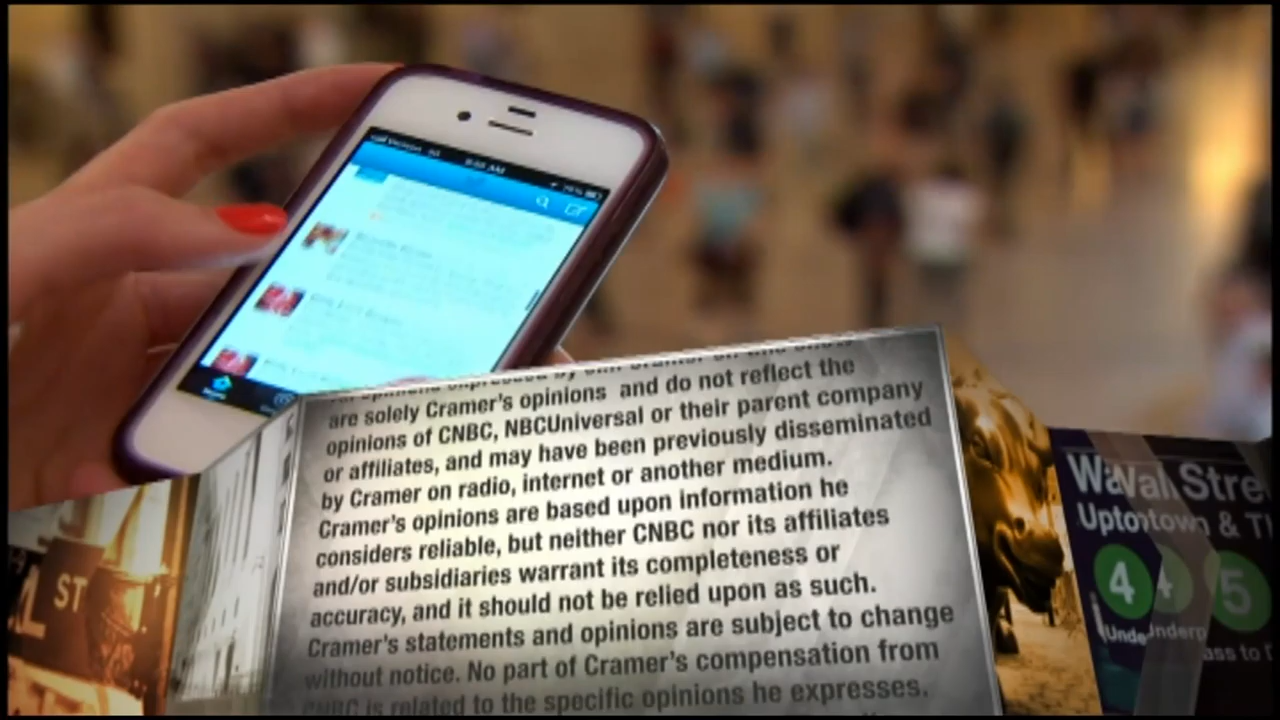 are solely Cramer's opinions and do not reflect the
opinions of CNBC, NBCUniversal or their parent company
or affiliates, and may have been previously disseminated
by Cramer on radio, internet or another medium.
Cramer's opinions are based upon information he
considers reliable, but neither CNBC nor its affiliates
and/or subsidiaries warrant its completeness or
accuracy, and it should not be relied upon as such.
Cramer's statements and opinions are subject to change
without notice. No part of Cramer's compensation from
CNBC is related to the specific opinions he expresses.
ST
Wall Stre
Uptown & T
4 4 5